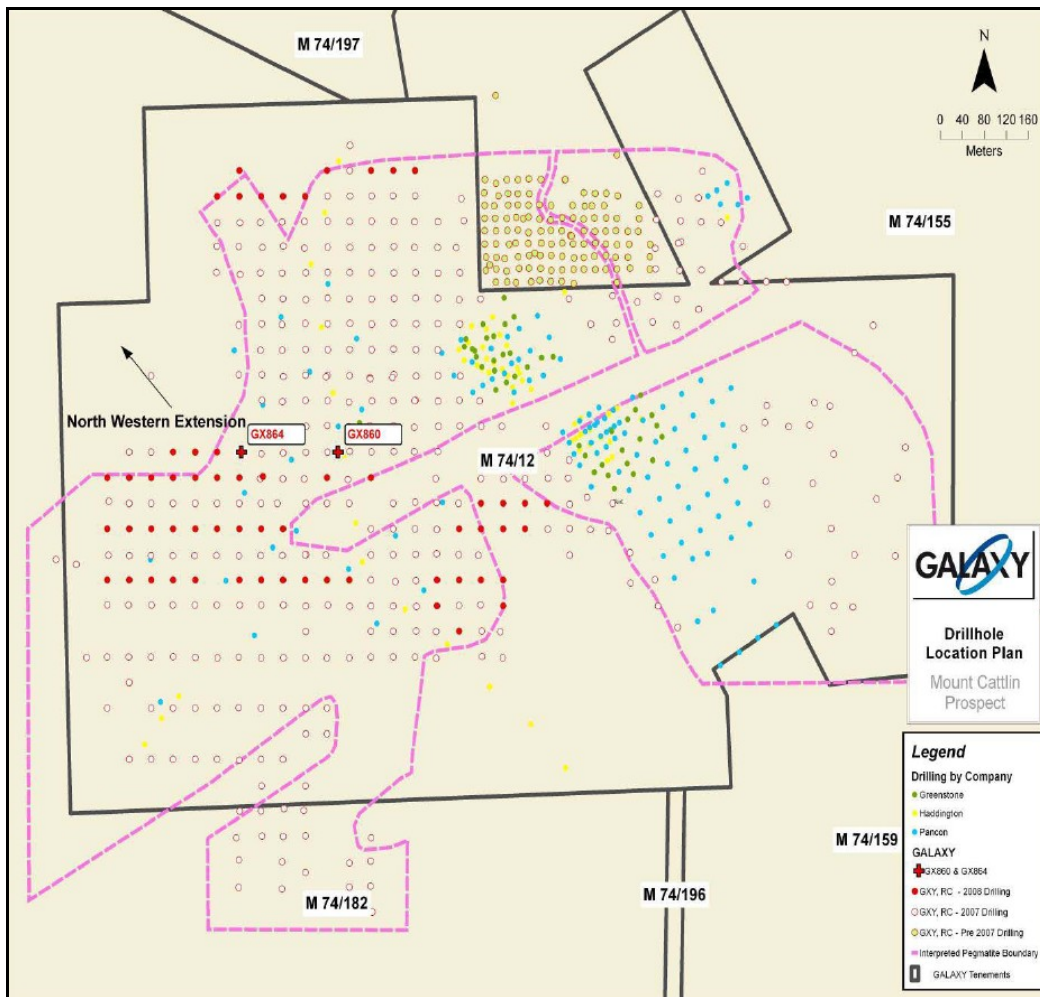 M 74/197
N
0 40 80 120 160
Meters
M 74/155
North Western Extension
GX864
GX860
M 74/12
GALAXY
Drillhole
Location Plan
Mount Cattlin
Prospect
Legend
Drilling by Company
Greenstone
Haddington
Pancon
GALAXY
GX860 & GX864
GXY, RC - 2008 Drilling
GXY, RC - 2007 Drilling
GXY, RC - Pre 2007 Drilling
Interpreted Pegmatite Boundary
GALAXY Tenements
M 74/159
M 74/182
M 74/196